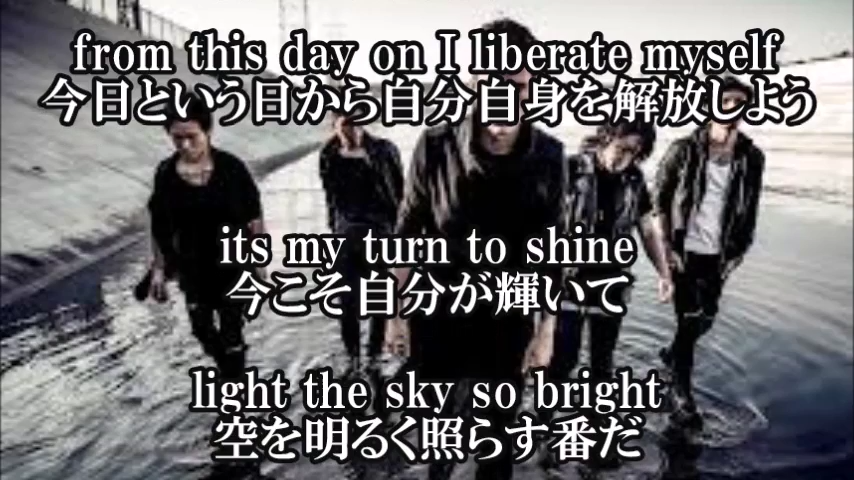 from this day on I liberate myself
今日という日から自分自身を解放しよう
its my turn to shine
今こそ自分が輝いて
light the sky so bright
空を明るく照らす番だ